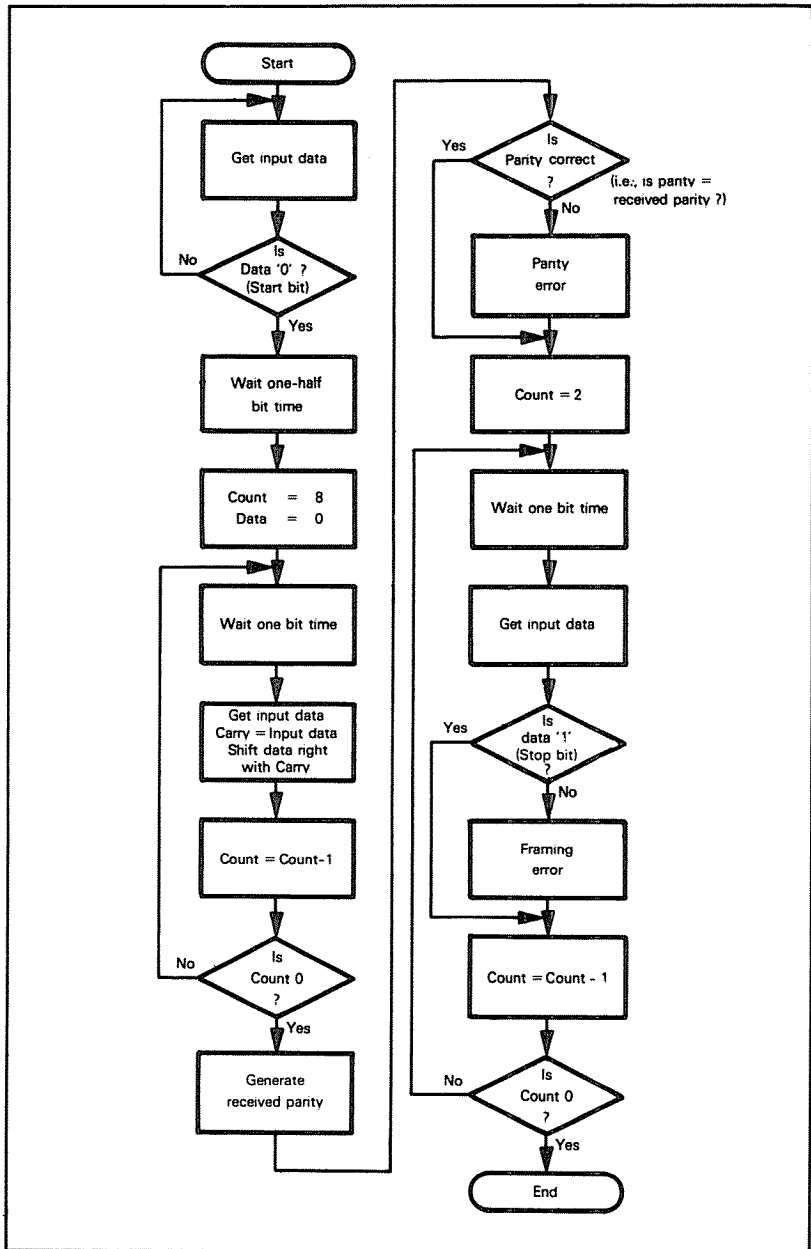 Start
Get input data
No
Is
Data '0' ?
(Start bit)
Yes
Wait one-half
bit time
Count = 8
Data = 0
Wait one bit time
Get input data
Carry = Input data
Shift data right
with Carry
Count = Count-1
No
Is
Count 0
?
Yes
Generate
received parity
Yes
Is
Parity correct
?
(i.e., is parity =
received parity ?)
No
Parity
error
Count = 2
Wait one bit time
Get input data
Yes
Is
data '1'
(Stop bit)
?
No
Framing
error
Count = Count - 1
No
Is
Count 0
?
Yes
End